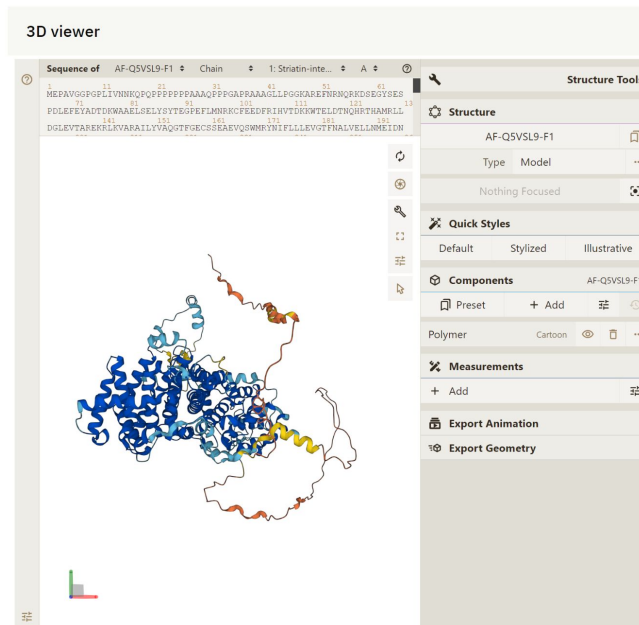 3D viewer
Sequence of AF-Q5VSL9-F1 Chain 1: Striatin-inte... A
Structure Tools
1 11 21 31 41 51
MEPAVGGPGPLIVNNKQPQPPPPPPPAAAQPPPGAPRAAAGLLPGGKAREFNRNQRKDSEGYSES
71 81 91 101 111 121 13
PDLEFEYADTDKWAAELSELYSYTEGPEFLMNRKCFEEDFRIHVTDKKWTELDTNQHRTHAMRLL
141 151 161 171 181 191
DGLEVTAREKRLKVARAILYVAQGTFGECSSEAEVQSWMRYNIFLLLEVGTFNALVELLNMEIDN
Structure
AF-Q5VSL9-F1
Type Model
Nothing Focused
Quick Styles
Default Stylized Illustrative
Components AF-Q5VSL9-F1
Preset + Add
Polymer Cartoon
Measurements
+ Add
Export Animation
Export Geometry